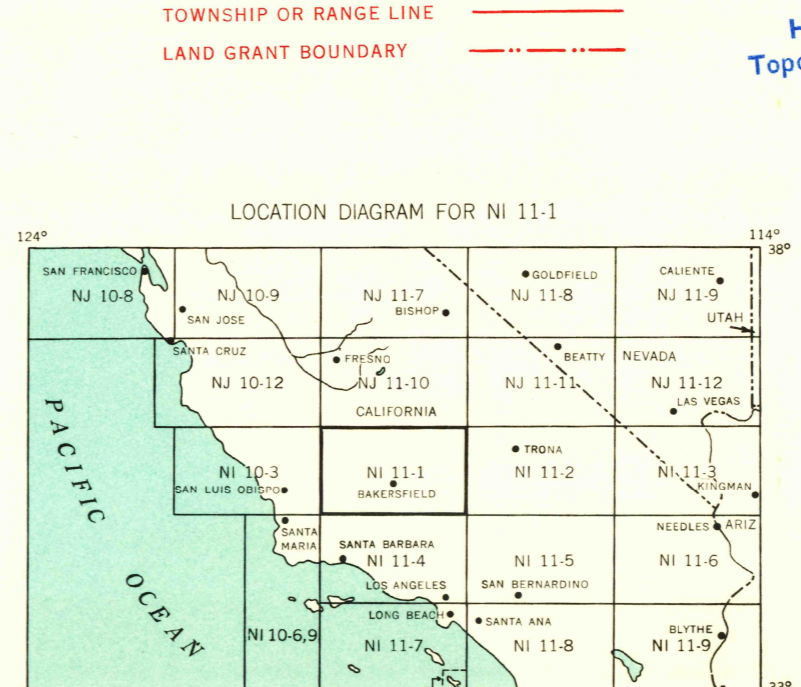 TOWNSHIP OR RANGE LINE
LAND GRANT BOUNDARY
LOCATION DIAGRAM FOR NI 11-1
124°
114°
38°
SAN FRANCISCO
NJ 10-8
NJ 10-9
SAN JOSE
NJ 11-7
BISHOP
GOLDFIELD
NJ 11-8
CALIENTE
NJ 11-9
UTAH
SANTA CRUZ
NJ 10-12
FRESNO
NJ 11-10
CALIFORNIA
BEATTY
NJ 11-11
NEVADA
NJ 11-12
LAS VEGAS
PACIFIC
OCEAN
NI 10-3
SAN LUIS OBISPO
NI 11-1
BAKERSFIELD
TRONA
NI 11-2
NI 11-3
KINGMAN
SANTA
MARIA
SANTA BARBARA
NI 11-4
LOS ANGELES
NI 11-5
SAN BERNARDINO
NEEDLES
ARIZ
NI 11-6
NI 10-6,9
LONG BEACH
NI 11-7
SANTA ANA
NI 11-8
BLYTHE
NI 11-9